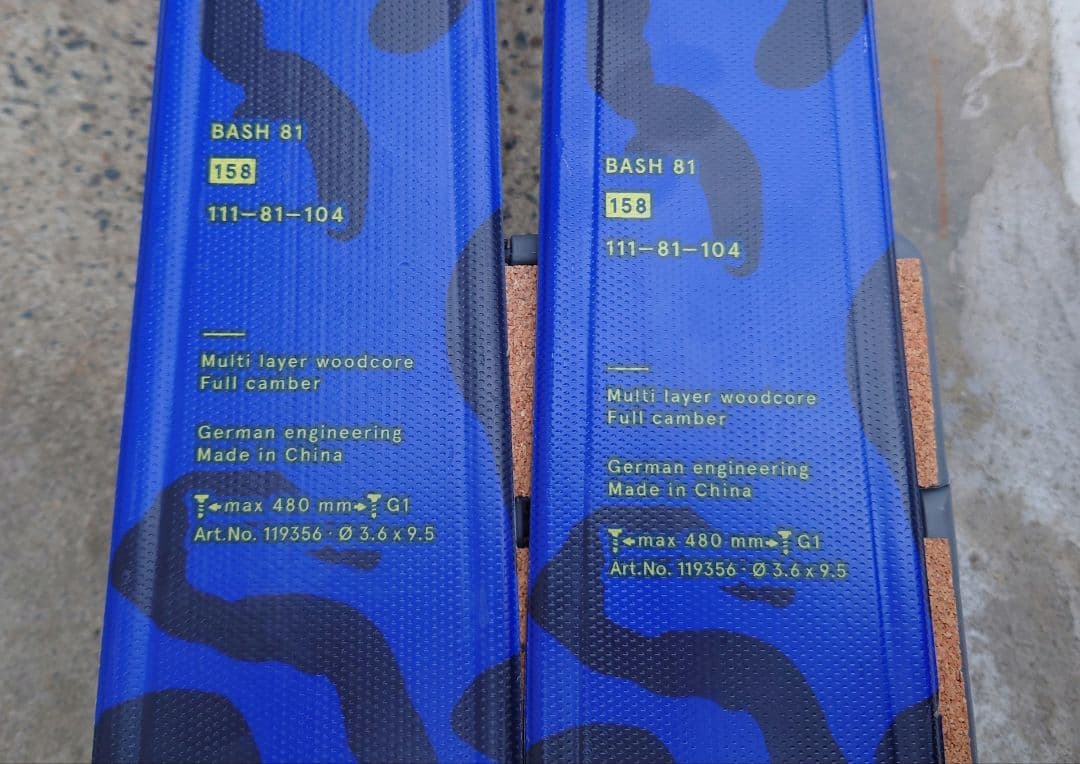 BASH 81
158
111–81–104
Multi layer woodcore
Full camber
German engineering
Made in China
max 480 mm G1
Art.No. 119356 · Ø 3.6 x 9.5
BASH 81
158
111–81–104
Multi layer woodcore
Full camber
German engineering
Made in China
max 480 mm G1
Art.No. 119356 · Ø 3.6 x 9.5